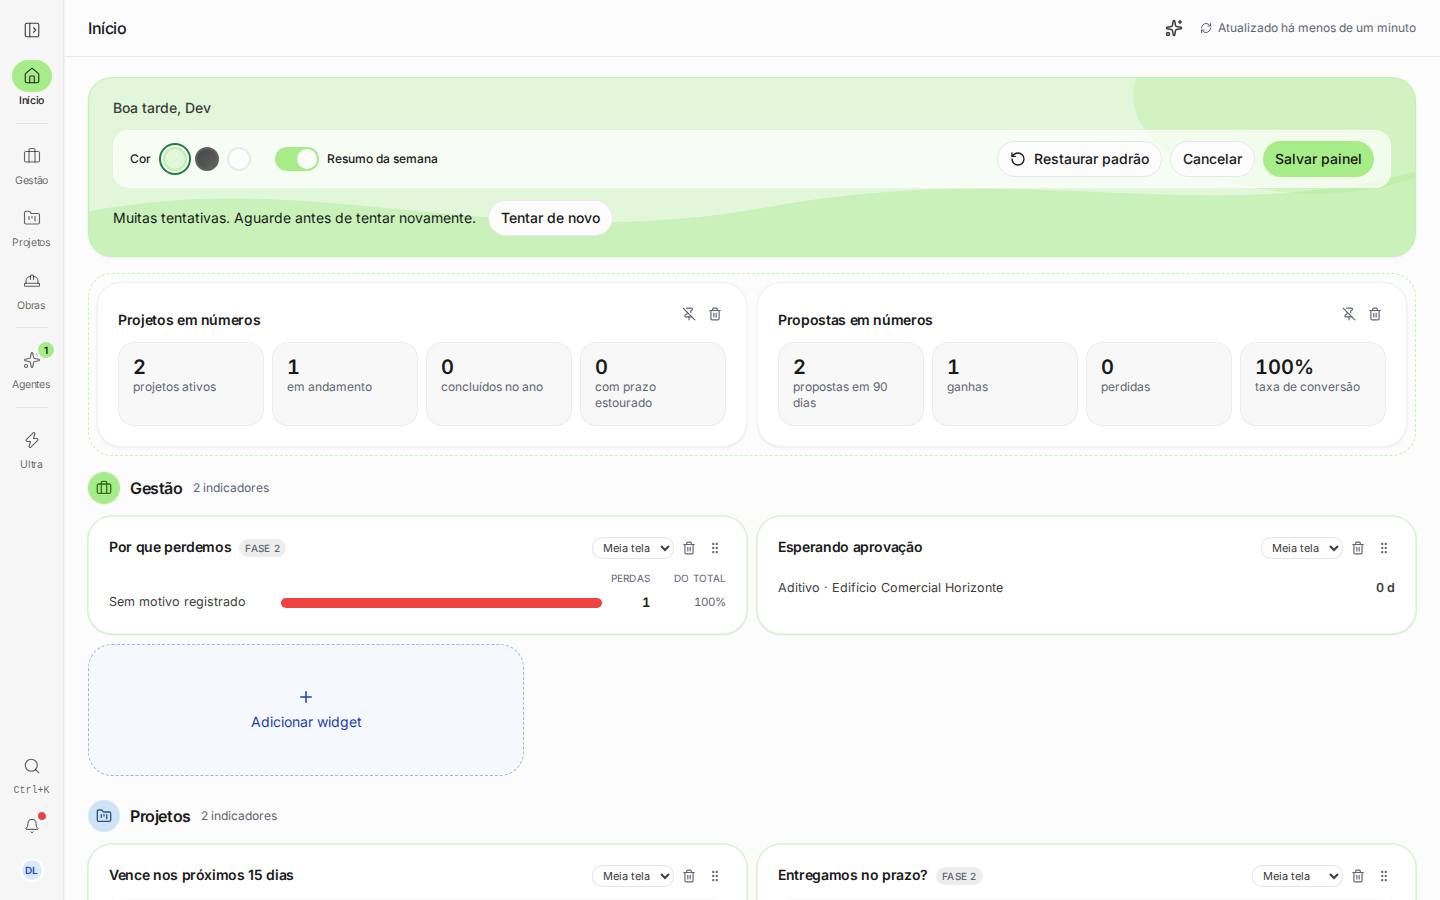 Início
Atualizado há menos de um minuto
Início
Gestão
Projetos
Obras
1
Agentes
Ultra
Ctrl+K
DL
Boa tarde, Dev
Cor
Resumo da semana
Restaurar padrão
Cancelar
Salvar painel
Muitas tentativas. Aguarde antes de tentar novamente.
Tentar de novo
Projetos em números
2
projetos ativos
1
em andamento
0
concluídos no ano
0
com prazo
estourado
Propostas em números
2
propostas em 90
dias
1
ganhas
0
perdidas
100%
taxa de conversão
Gestão 2 indicadores
Por que perdemos FASE 2
Meia tela
PERDAS DO TOTAL
Sem motivo registrado 1 100%
Esperando aprovação
Meia tela
Aditivo · Edifício Comercial Horizonte 0 d
+
Adicionar widget
Projetos 2 indicadores
Vence nos próximos 15 dias
Meia tela
Entregamos no prazo? FASE 2
Meia tela